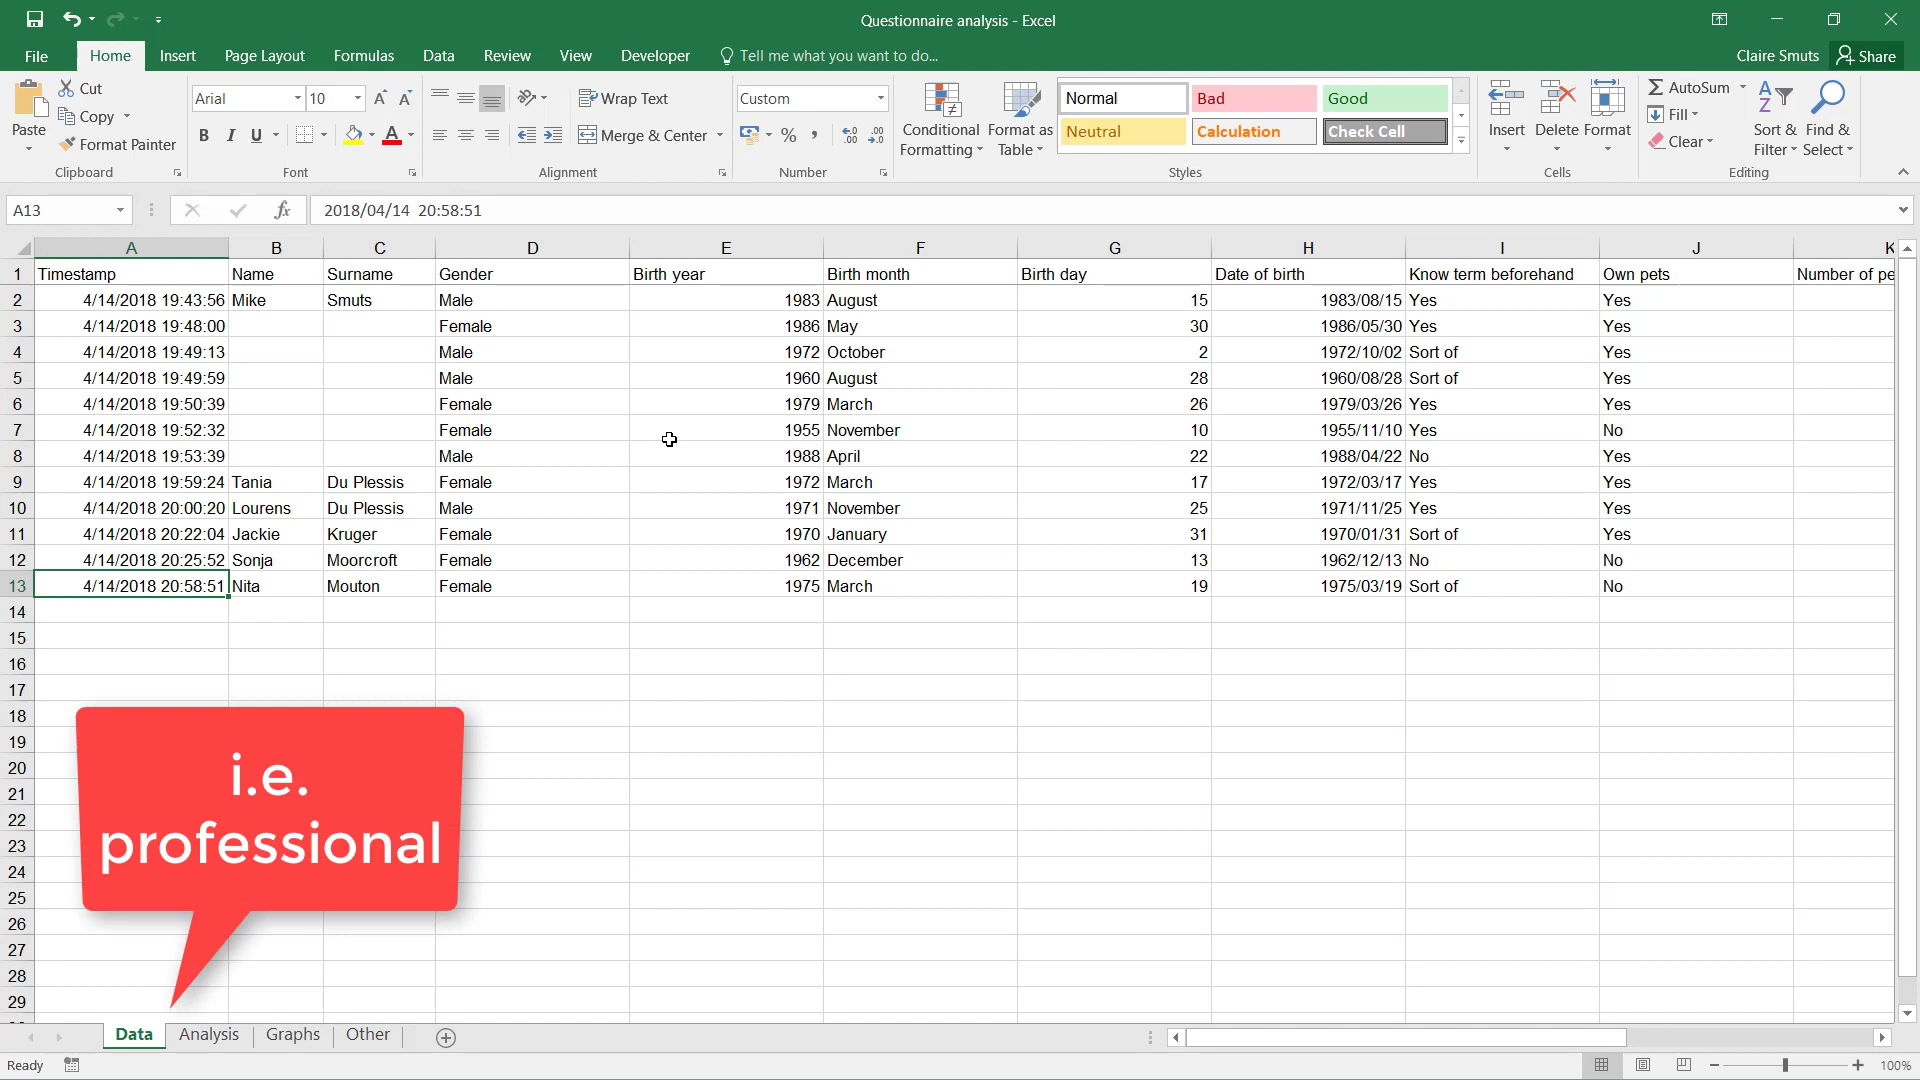 Questionnaire analysis - Excel
File Home Insert Page Layout Formulas Data Review View Developer Tell me what you want to do... Claire Smuts Share
Paste
Cut
Copy
Format Painter
Clipboard
Arial 10
B I U
Font
Wrap Text
Merge & Center
Alignment
Custom
%
Number
Conditional Formatting
Format as Table
Normal Bad Good
Neutral Calculation Check Cell
Styles
Insert Delete Format
Cells
AutoSum
Fill
Clear
Sort & Filter
Find & Select
Editing
A13 fx 2018/04/14 20:58:51
A B C D E F G H I J K
1 Timestamp Name Surname Gender Birth year Birth month Birth day Date of birth Know term beforehand Own pets Number of pe
2 4/14/2018 19:43:56 Mike Smuts Male 1983 August 15 1983/08/15 Yes Yes
3 4/14/2018 19:48:00 Female 1986 May 30 1986/05/30 Yes Yes
4 4/14/2018 19:49:13 Male 1972 October 2 1972/10/02 Sort of Yes
5 4/14/2018 19:49:59 Male 1960 August 28 1960/08/28 Sort of Yes
6 4/14/2018 19:50:39 Female 1979 March 26 1979/03/26 Yes Yes
7 4/14/2018 19:52:32 Female 1955 November 10 1955/11/10 Yes No
8 4/14/2018 19:53:39 Male 1988 April 22 1988/04/22 No Yes
9 4/14/2018 19:59:24 Tania Du Plessis Female 1972 March 17 1972/03/17 Yes Yes
10 4/14/2018 20:00:20 Lourens Du Plessis Male 1971 November 25 1971/11/25 Yes Yes
11 4/14/2018 20:22:04 Jackie Kruger Female 1970 January 31 1970/01/31 Sort of Yes
12 4/14/2018 20:25:52 Sonja Moorcroft Female 1962 December 13 1962/12/13 No No
13 4/14/2018 20:58:51 Nita Mouton Female 1975 March 19 1975/03/19 Sort of No
14
15
16
17
18
19
20
21
22
23
24
25
26
27
28
29
i.e.
professional
Data Analysis Graphs Other
Ready 100%